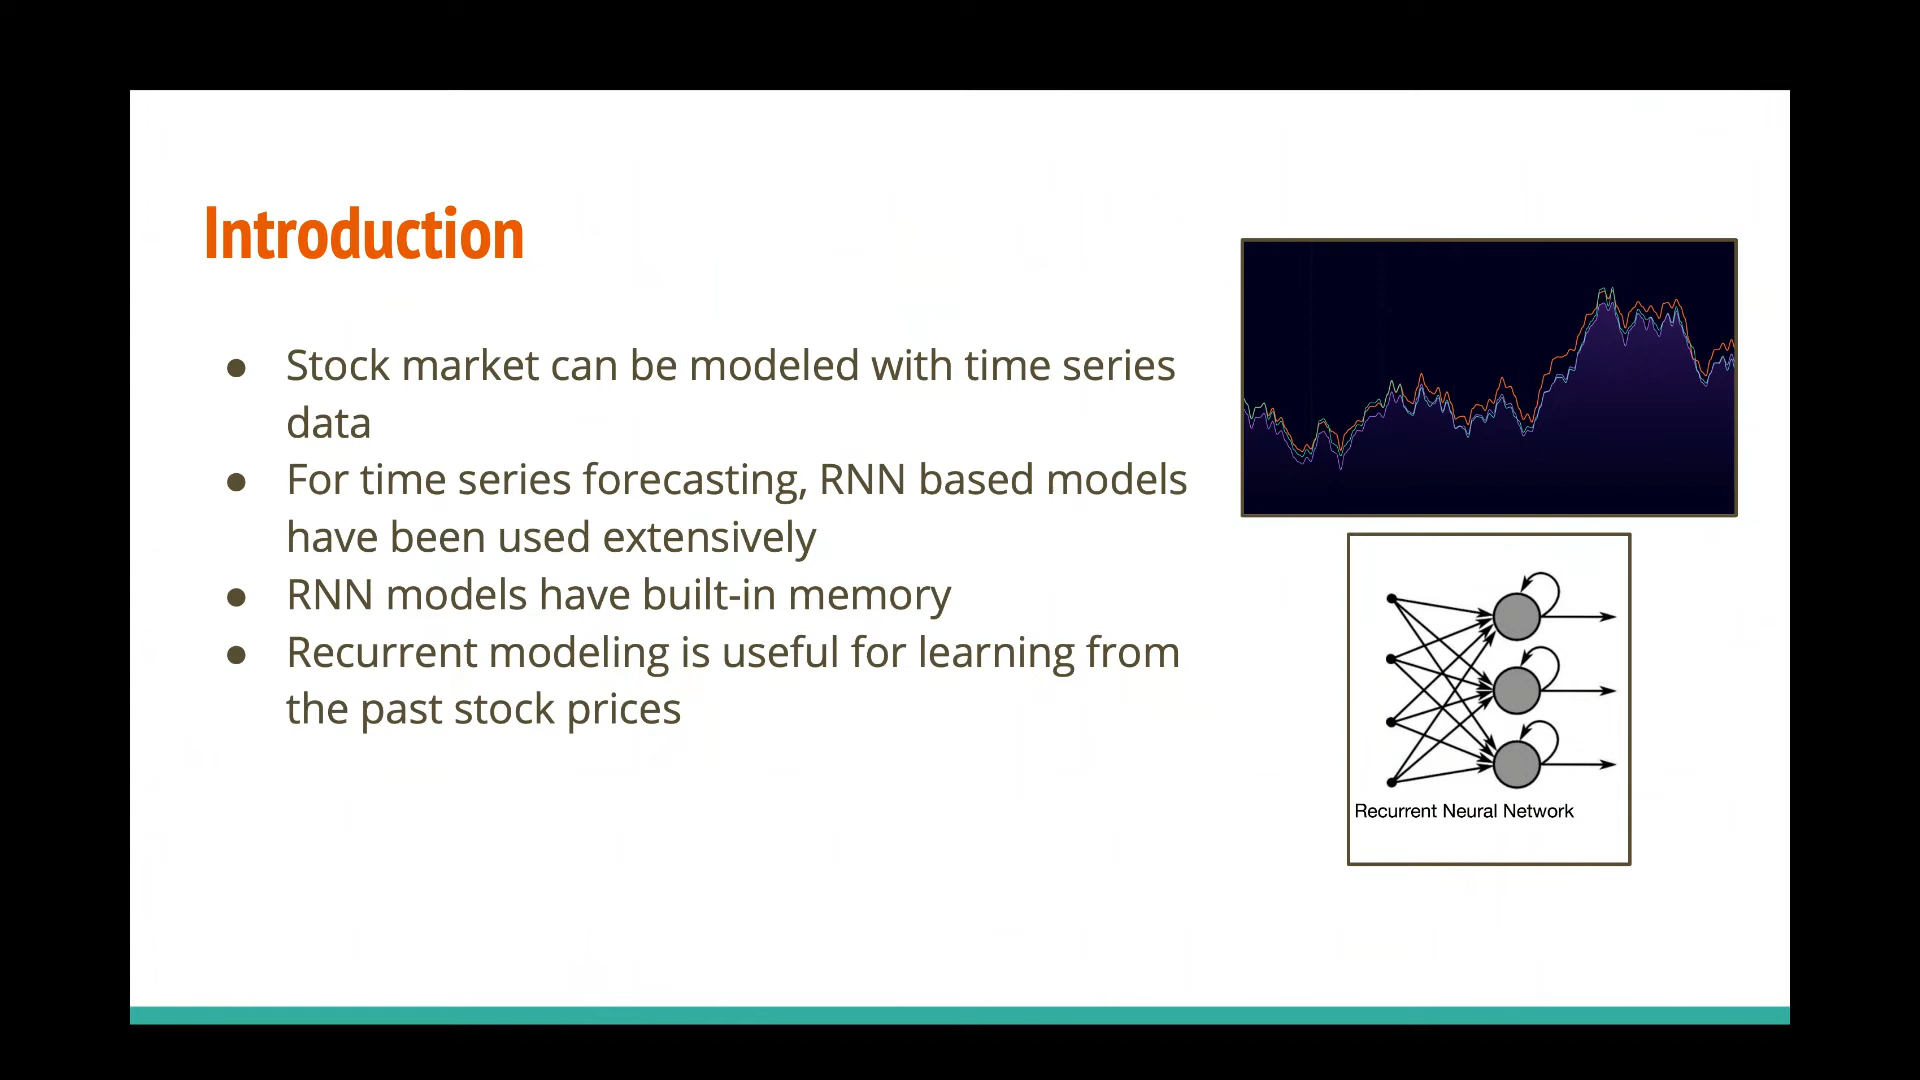 Introduction
● Stock market can be modeled with time series
data
● For time series forecasting, RNN based models
have been used extensively
● RNN models have built-in memory
● Recurrent modeling is useful for learning from
the past stock prices
Recurrent Neural Network